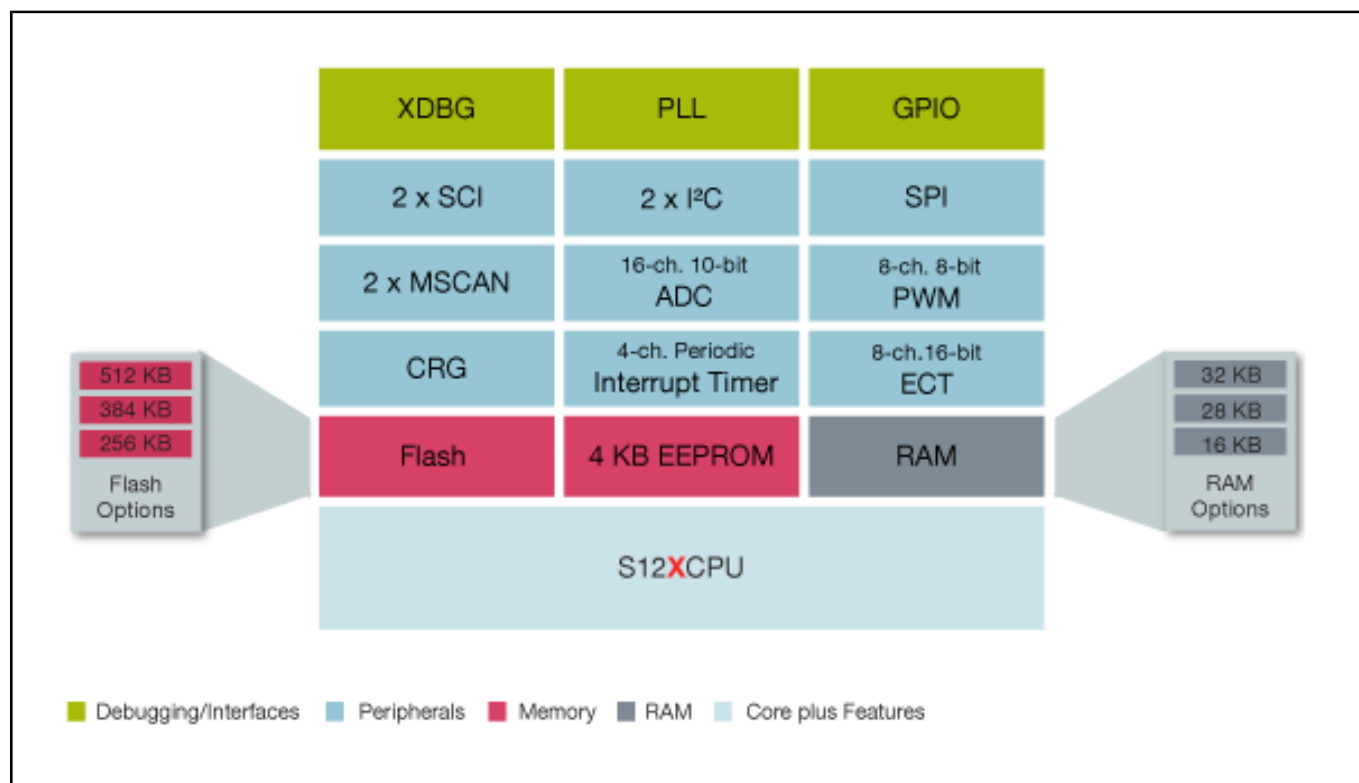 XDBG
PLL
GPIO
2 x SCI
2 x I²C
SPI
2 x MSCAN
16-ch. 10-bit
ADC
8-ch. 8-bit
PWM
CRG
4-ch. Periodic
Interrupt Timer
8-ch.16-bit
ECT
512 KB
384 KB
256 KB
Flash
Options
Flash
4 KB EEPROM
RAM
32 KB
28 KB
16 KB
RAM
Options
S12XCPU
Debugging/Interfaces
Peripherals
Memory
RAM
Core plus Features